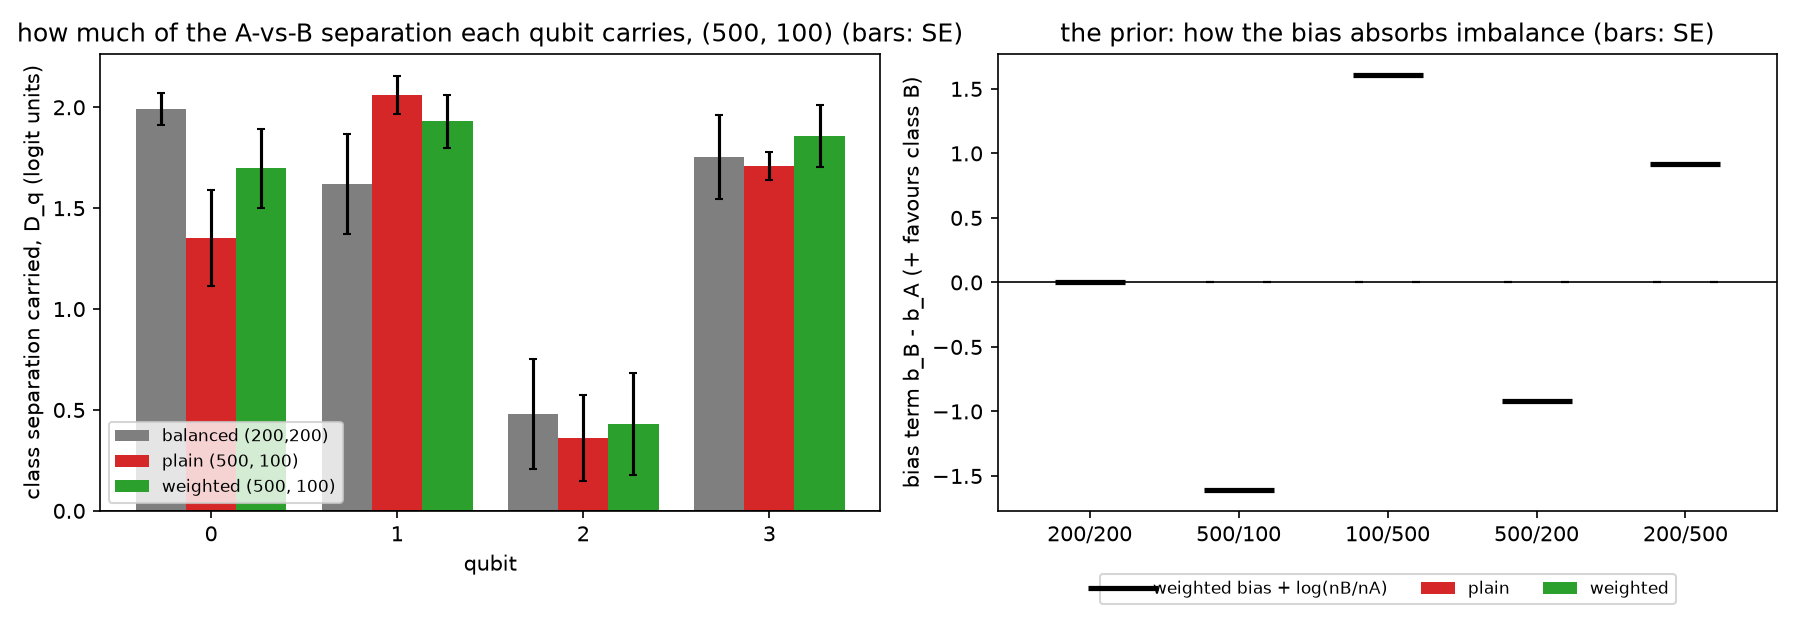 how much of the A-vs-B separation each qubit carries, (500, 100) (bars: SE)
class separation carried, D_q (logit units)
2.0
1.5
1.0
0.5
0.0
balanced (200,200)
plain (500, 100)
weighted (500, 100)
0 1 2 3
qubit
the prior: how the bias absorbs imbalance (bars: SE)
bias term b_B - b_A (+ favours class B)
1.5
1.0
0.5
0.0
−0.5
−1.0
−1.5
200/200 500/100 100/500 500/200 200/500
weighted bias + log(nB/nA) plain weighted